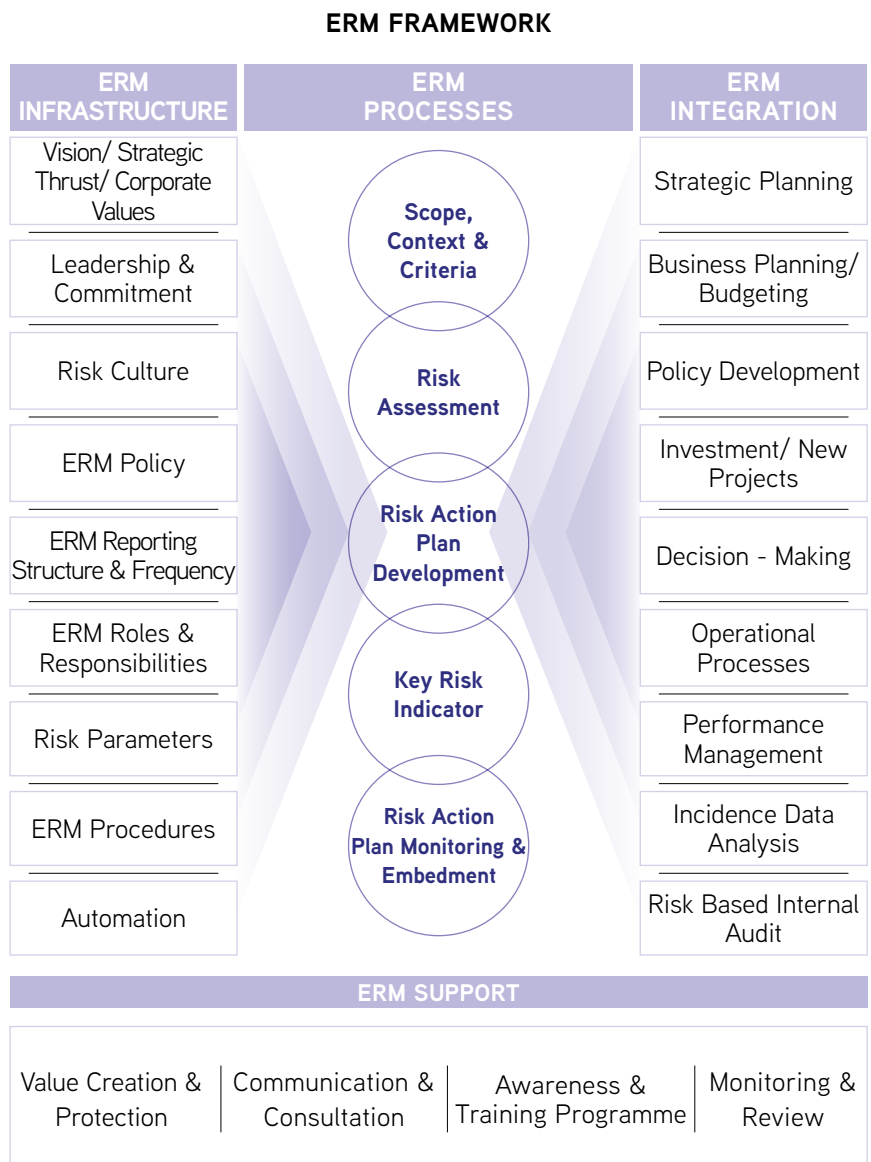 ERM FRAMEWORK
ERM
INFRASTRUCTURE
Vision/ Strategic
Thrust/ Corporate
Values
Leadership &
Commitment
Risk Culture
ERM Policy
ERM Reporting
Structure & Frequency
ERM Roles &
Responsibilities
Risk Parameters
ERM Procedures
Automation
ERM
PROCESSES
Scope,
Context &
Criteria
Risk
Assessment
Risk Action
Plan
Development
Key Risk
Indicator
Risk Action
Plan Monitoring &
Embedment
ERM
INTEGRATION
Strategic Planning
Business Planning/
Budgeting
Policy Development
Investment/ New
Projects
Decision - Making
Operational
Processes
Performance
Management
Incidence Data
Analysis
Risk Based Internal
Audit
ERM SUPPORT
Value Creation &
Protection
Communication &
Consultation
Awareness &
Training Programme
Monitoring &
Review